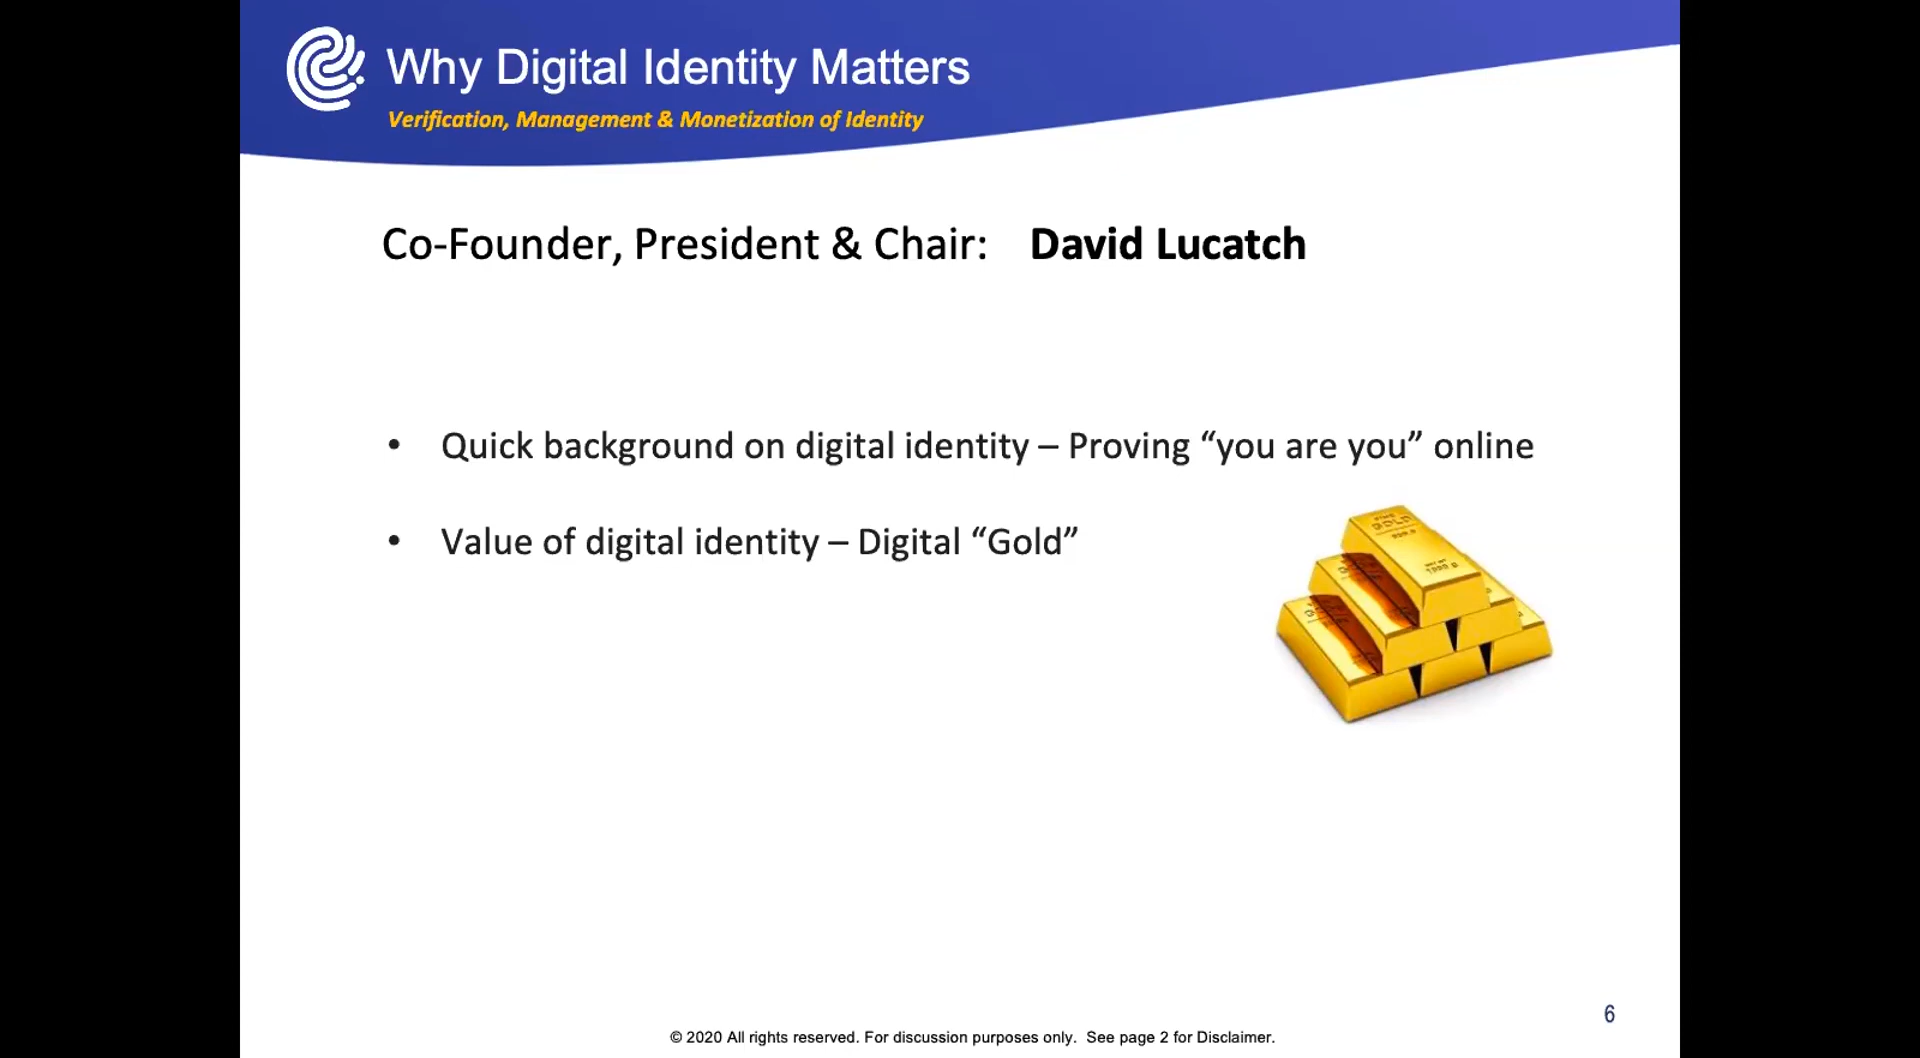 Why Digital Identity Matters
Verification, Management & Monetization of Identity
Co-Founder, President & Chair: David Lucatch
• Quick background on digital identity – Proving “you are you” online
• Value of digital identity – Digital “Gold”
GOLD
6
© 2020 All rights reserved. For discussion purposes only. See page 2 for Disclaimer.